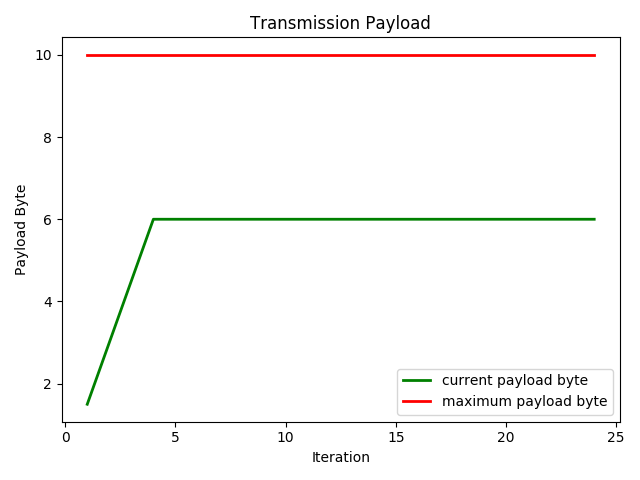 Transmission Payload
Payload Byte
10
8
6
4
2
current payload byte
maximum payload byte
0
5
10
15
20
25
Iteration